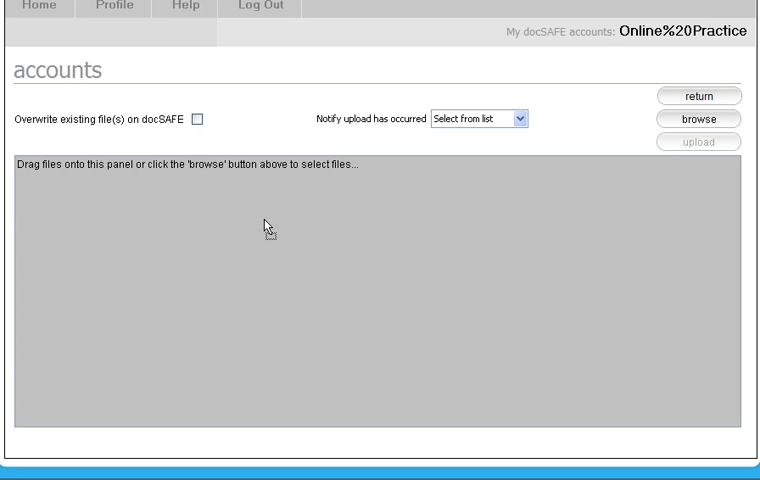 Home Profile Help Log Out
My docSAFE accounts: Online%20Practice
accounts
return
Overwrite existing file(s) on docSAFE Notify upload has occurred Select from list browse
upload
Drag files onto this panel or click the 'browse' button above to select files...